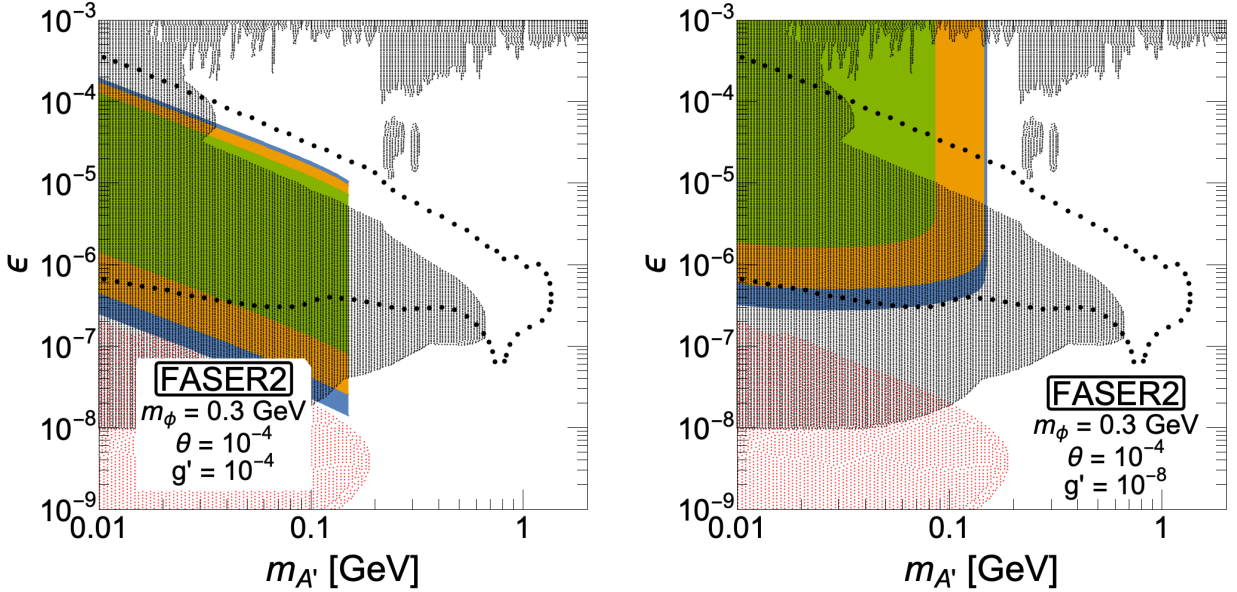 10⁻³
10⁻⁴
10⁻⁵
10⁻⁶
10⁻⁷
10⁻⁸
10⁻⁹
ϵ
0.01
0.1
1
m_A' [GeV]
FASER2
m_ϕ = 0.3 GeV
θ = 10⁻⁴
g' = 10⁻⁴
10⁻³
10⁻⁴
10⁻⁵
10⁻⁶
10⁻⁷
10⁻⁸
10⁻⁹
ϵ
0.01
0.1
1
m_A' [GeV]
FASER2
m_ϕ = 0.3 GeV
θ = 10⁻⁴
g' = 10⁻⁸